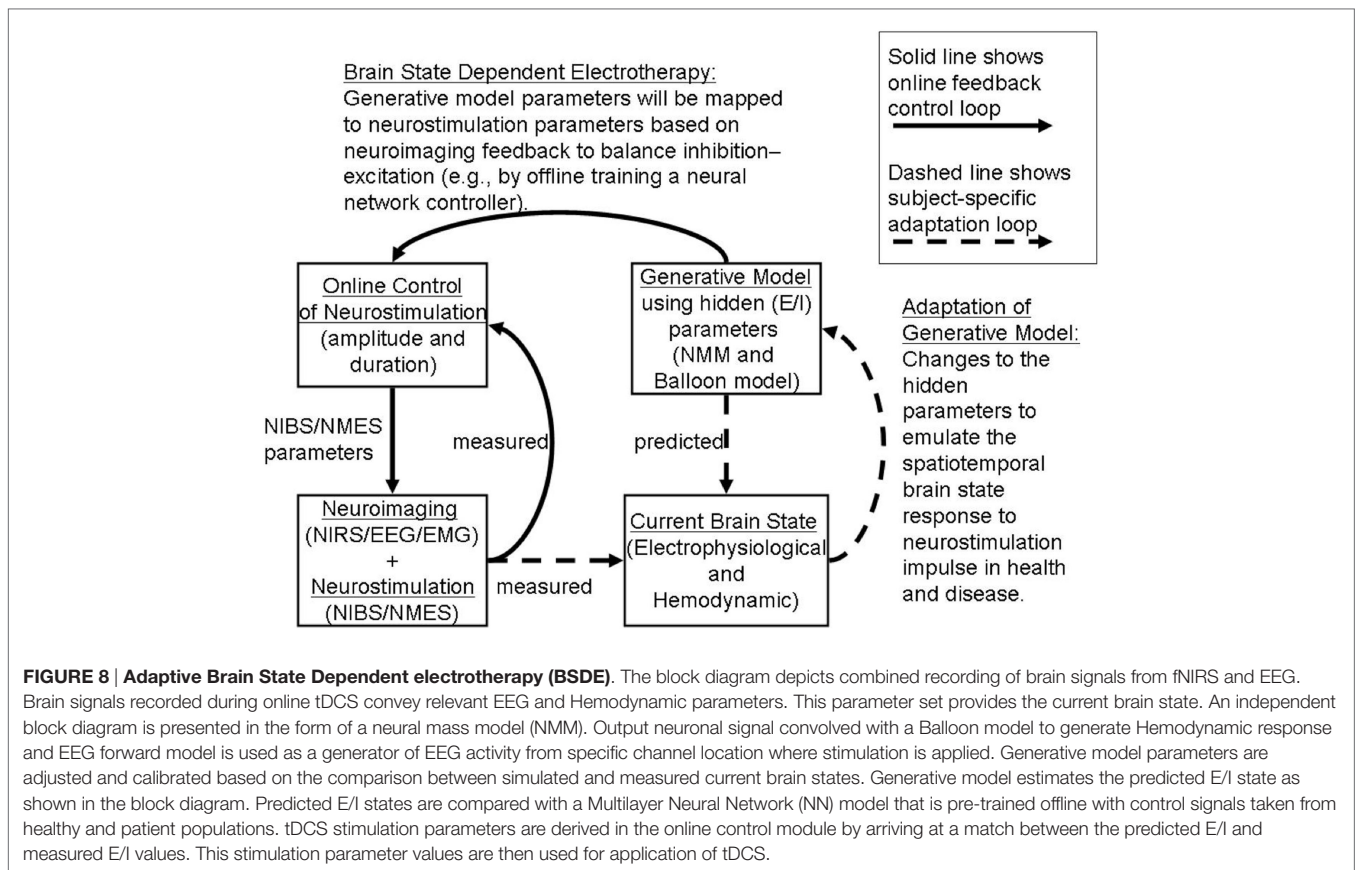 Brain State Dependent Electrotherapy:
Generative model parameters will be mapped
to neurostimulation parameters based on
neuroimaging feedback to balance inhibition–
excitation (e.g., by offline training a neural
network controller).
Solid line shows
online feedback
control loop
Dashed line shows
subject-specific
adaptation loop
Online Control
of Neurostimulation
(amplitude and
duration)
Generative Model
using hidden (E/I)
parameters
(NMM and
Balloon model)
Adaptation of
Generative Model:
Changes to the
hidden
parameters to
emulate the
spatiotemporal
brain state
response to
neurostimulation
impulse in health
and disease.
NIBS/NMES
parameters
measured
predicted
Neuroimaging
(NIRS/EEG/EMG)
+
Neurostimulation
(NIBS/NMES)
measured
Current Brain State
(Electrophysiological
and
Hemodynamic)
FIGURE 8 | Adaptive Brain State Dependent electrotherapy (BSDE). The block diagram depicts combined recording of brain signals from fNIRS and EEG.
Brain signals recorded during online tDCS convey relevant EEG and Hemodynamic parameters. This parameter set provides the current brain state. An independent
block diagram is presented in the form of a neural mass model (NMM). Output neuronal signal convolved with a Balloon model to generate Hemodynamic response
and EEG forward model is used as a generator of EEG activity from specific channel location where stimulation is applied. Generative model parameters are
adjusted and calibrated based on the comparison between simulated and measured current brain states. Generative model estimates the predicted E/I state as
shown in the block diagram. Predicted E/I states are compared with a Multilayer Neural Network (NN) model that is pre-trained offline with control signals taken from
healthy and patient populations. tDCS stimulation parameters are derived in the online control module by arriving at a match between the predicted E/I and
measured E/I values. This stimulation parameter values are then used for application of tDCS.